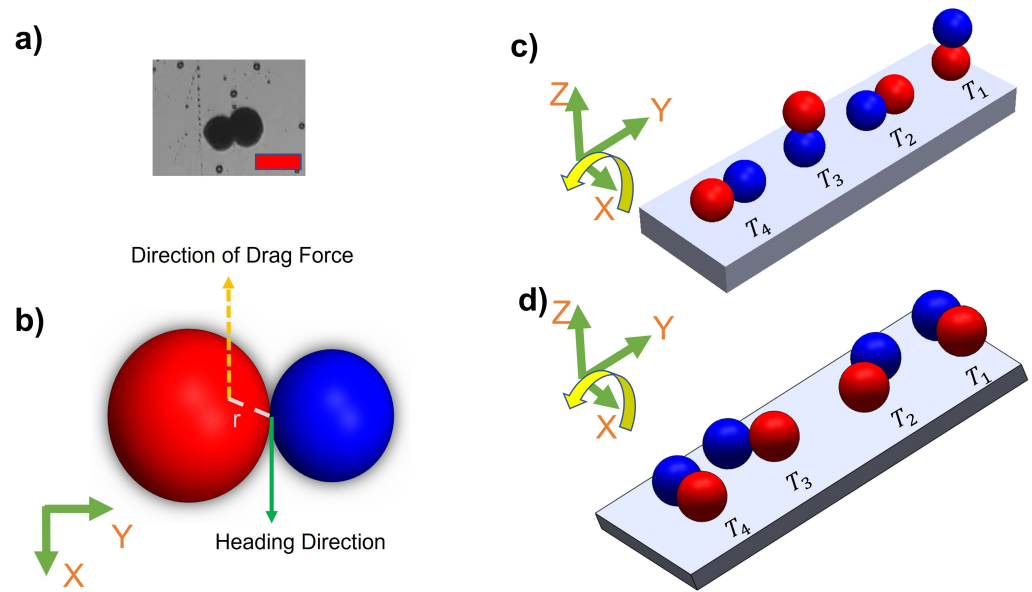 a)
b)
Direction of Drag Force
r
Heading Direction
Y
X
c)
Z
Y
X
T1
T2
T3
T4
d)
Z
Y
X
T1
T2
T3
T4